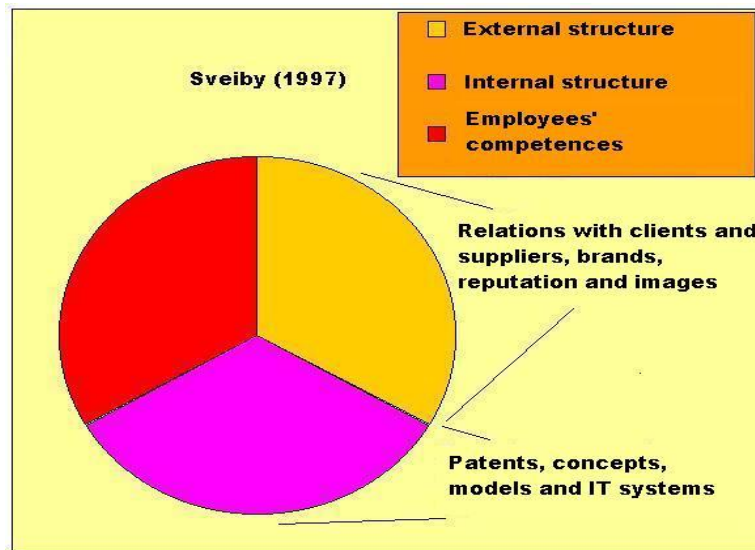 Sveiby (1997)
External structure
Internal structure
Employees'
competences
Relations with clients and
suppliers, brands,
reputation and images
Patents, concepts,
models and IT systems